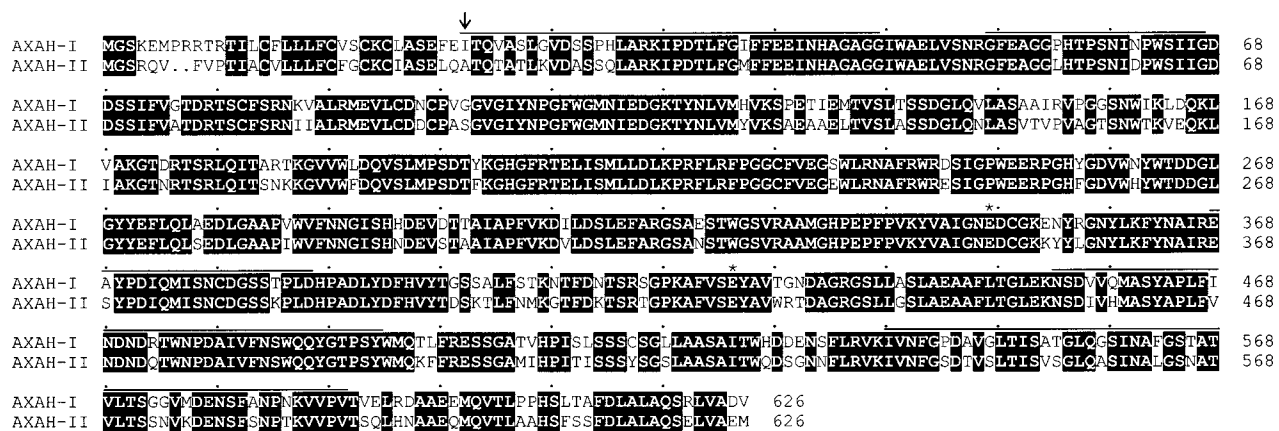 AXAH-I MGSKEMPRRTRTILCFLLLFCVSCKCLASEFEITQVASLGVDSSPHLARKIPDTLFGIFFEEINHAGAGGIWAELVSNRGFEAGGPHTPSNINPWSIIGD 68
AXAH-II MGSRQV..FVPTIACVLLLFCFGCKCIASELQATQTATLKVDASSQLARKIPDTLFGMFFEEINHAGAGGIWAELVSNRGFEAGGLHTPSNIDPWSIIGD 68
AXAH-I DSSIFVGTDRTSCFSRNKVALRMEVLCDNCPVGGVGIYNPGFWGMNIEDGKTYNLVMHVKSPETIEMTVSLTSSDGLQVLASAAIRVPGGSNWIKLDQKL 168
AXAH-II DSSIFVATDRTSCFSRNIIALRMEVLCDDCPASGVGIYNPGFWGMNIEDGKTYNLVMYVKSAEAAELTVSLASSDGLQNLASVTVPVAGTSNWTKVEQKL 168
AXAH-I VAKGTDRTSRLQITARTKGVVWLDQVSLMPSDTYKGHGFRTELISMLLDLKPRFLRFPGGCFVEGSWLRNAFRWRDSIGPWEERPGHYGDVWNYWTDDGL 268
AXAH-II IAKGTNRTSRLQITSNKKGVVWFDQVSLMPSDTFKGHGFRTELISMLLDLKPRFLRFPGGCFVEGEWLRNAFRWRESIGPWEERPGHFGDVWHYWTDDGL 268
AXAH-I GYYEFLQLAEDLGAAPVWVFNNGISHHDEVDTTAIAPFVKDILDSLEFARGSAESTWGSVRAAMGHPEPFPVKYVAIGNEDCGKENYRGNYLKFYNAIRE 368
AXAH-II GYYEFLQLSEDLGAAPIWVFNNGISHNDEVSTAAIAPFVKDVLDSLEFARGSANSTWGSVRAAMGHPEPFPVKYVAIGNEDCGKKYYLGNYLKFYNAIRE 368
AXAH-I AYPDIQMISNCDGSSTPLDHPADLYDFHVYTGSSALFSTKNTFDNTSRSGPKAFVSEYAVTGNDAGRGSLLASLAEAAFLTGLEKNSDVVQMASYAPLFI 468
AXAH-II SYPDIQMISNCDGSSKPLDHPADLYDFHVYTDSKTLFNMKGTFDKTSRTGPKAFVSEYAVWRTDAGRGSLLGSLAEAAFLTGLEKNSDIVHMASYAPLFV 468
AXAH-I NDNDRTWNPDAIVFNSWQQYGTPSYWMQTLFRESSGATVHPISLSSSCSGLLAASAITWHDDENSFLRVKIVNFGPDAVGLTISATGLQGSINAFGSTAT 568
AXAH-II NDNDQTWNPDAIVFNSWQQYGTPSYWMQKFFRESSGAMIHPITISSSYSGSLAASAITWQDSGNNFLRVKIVNFGSDTVSLTISVSGLQASINALGSNAT 568
AXAH-I VLTSGGVMDENSFANPNKVVPVTVELRDAAEEMQVTLPPHSLTAFDLALAQSRLVADV 626
AXAH-II VLTSSNVKDENSFSNPTKVVPVTSQLHNAAEQMQVTLAAHSFSSFDLALAQSELVAEM 626